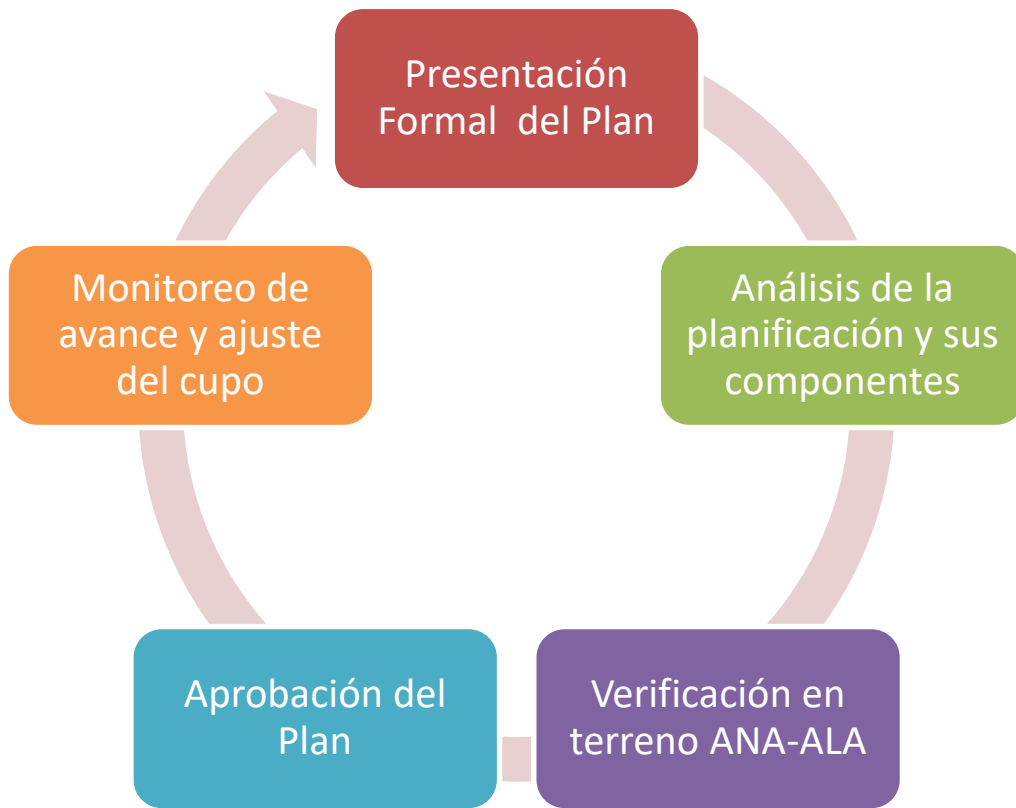 Presentación
Formal  del Plan
Análisis de la
planificación y sus
componentes
Verificación en
terreno ANA-ALA
Aprobación del
Plan
Monitoreo de
avance y ajuste
del cupo